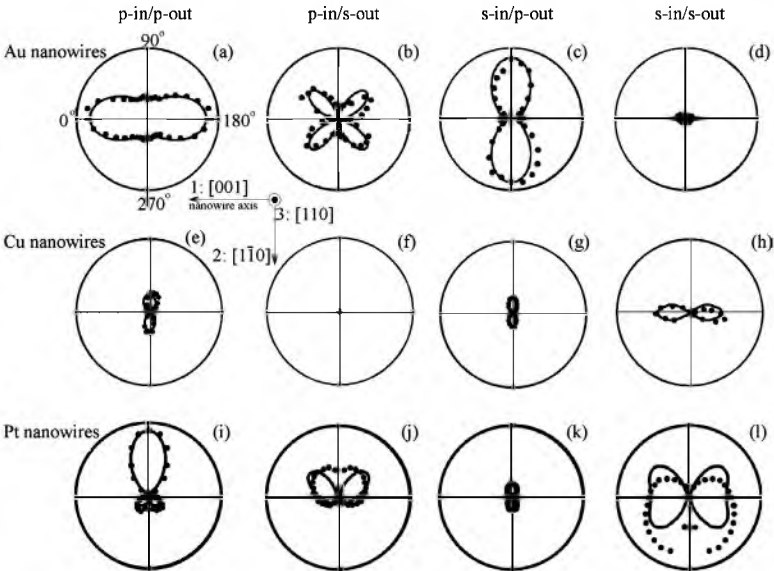 p-in/p-out p-in/s-out s-in/p-out s-in/s-out
Au nanowires 90° (a) (b) (c) (d)
0° 180°
270°
1: [001]
nanowire axis
3: [110]
2: [11̄0]
Cu nanowires (e) (f) (g) (h)
Pt nanowires (i) (j) (k) (l)